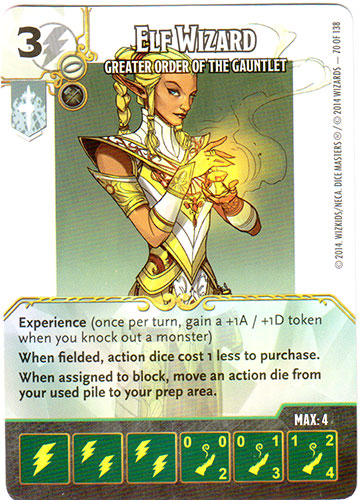 3
ELF WIZARD
GREATER ORDER OF THE GAUNTLET
© 2014 WIZKIDS/NECA. DICE MASTERS ® / © 2014 WIZARDS — 70 OF 138
Experience (once per turn, gain a +1A / +1D token
when you knock out a monster)
When fielded, action dice cost 1 less to purchase.
When assigned to block, move an action die from
your used pile to your prep area.
MAX: 4
0 0 2
0 1 3
1 2 4